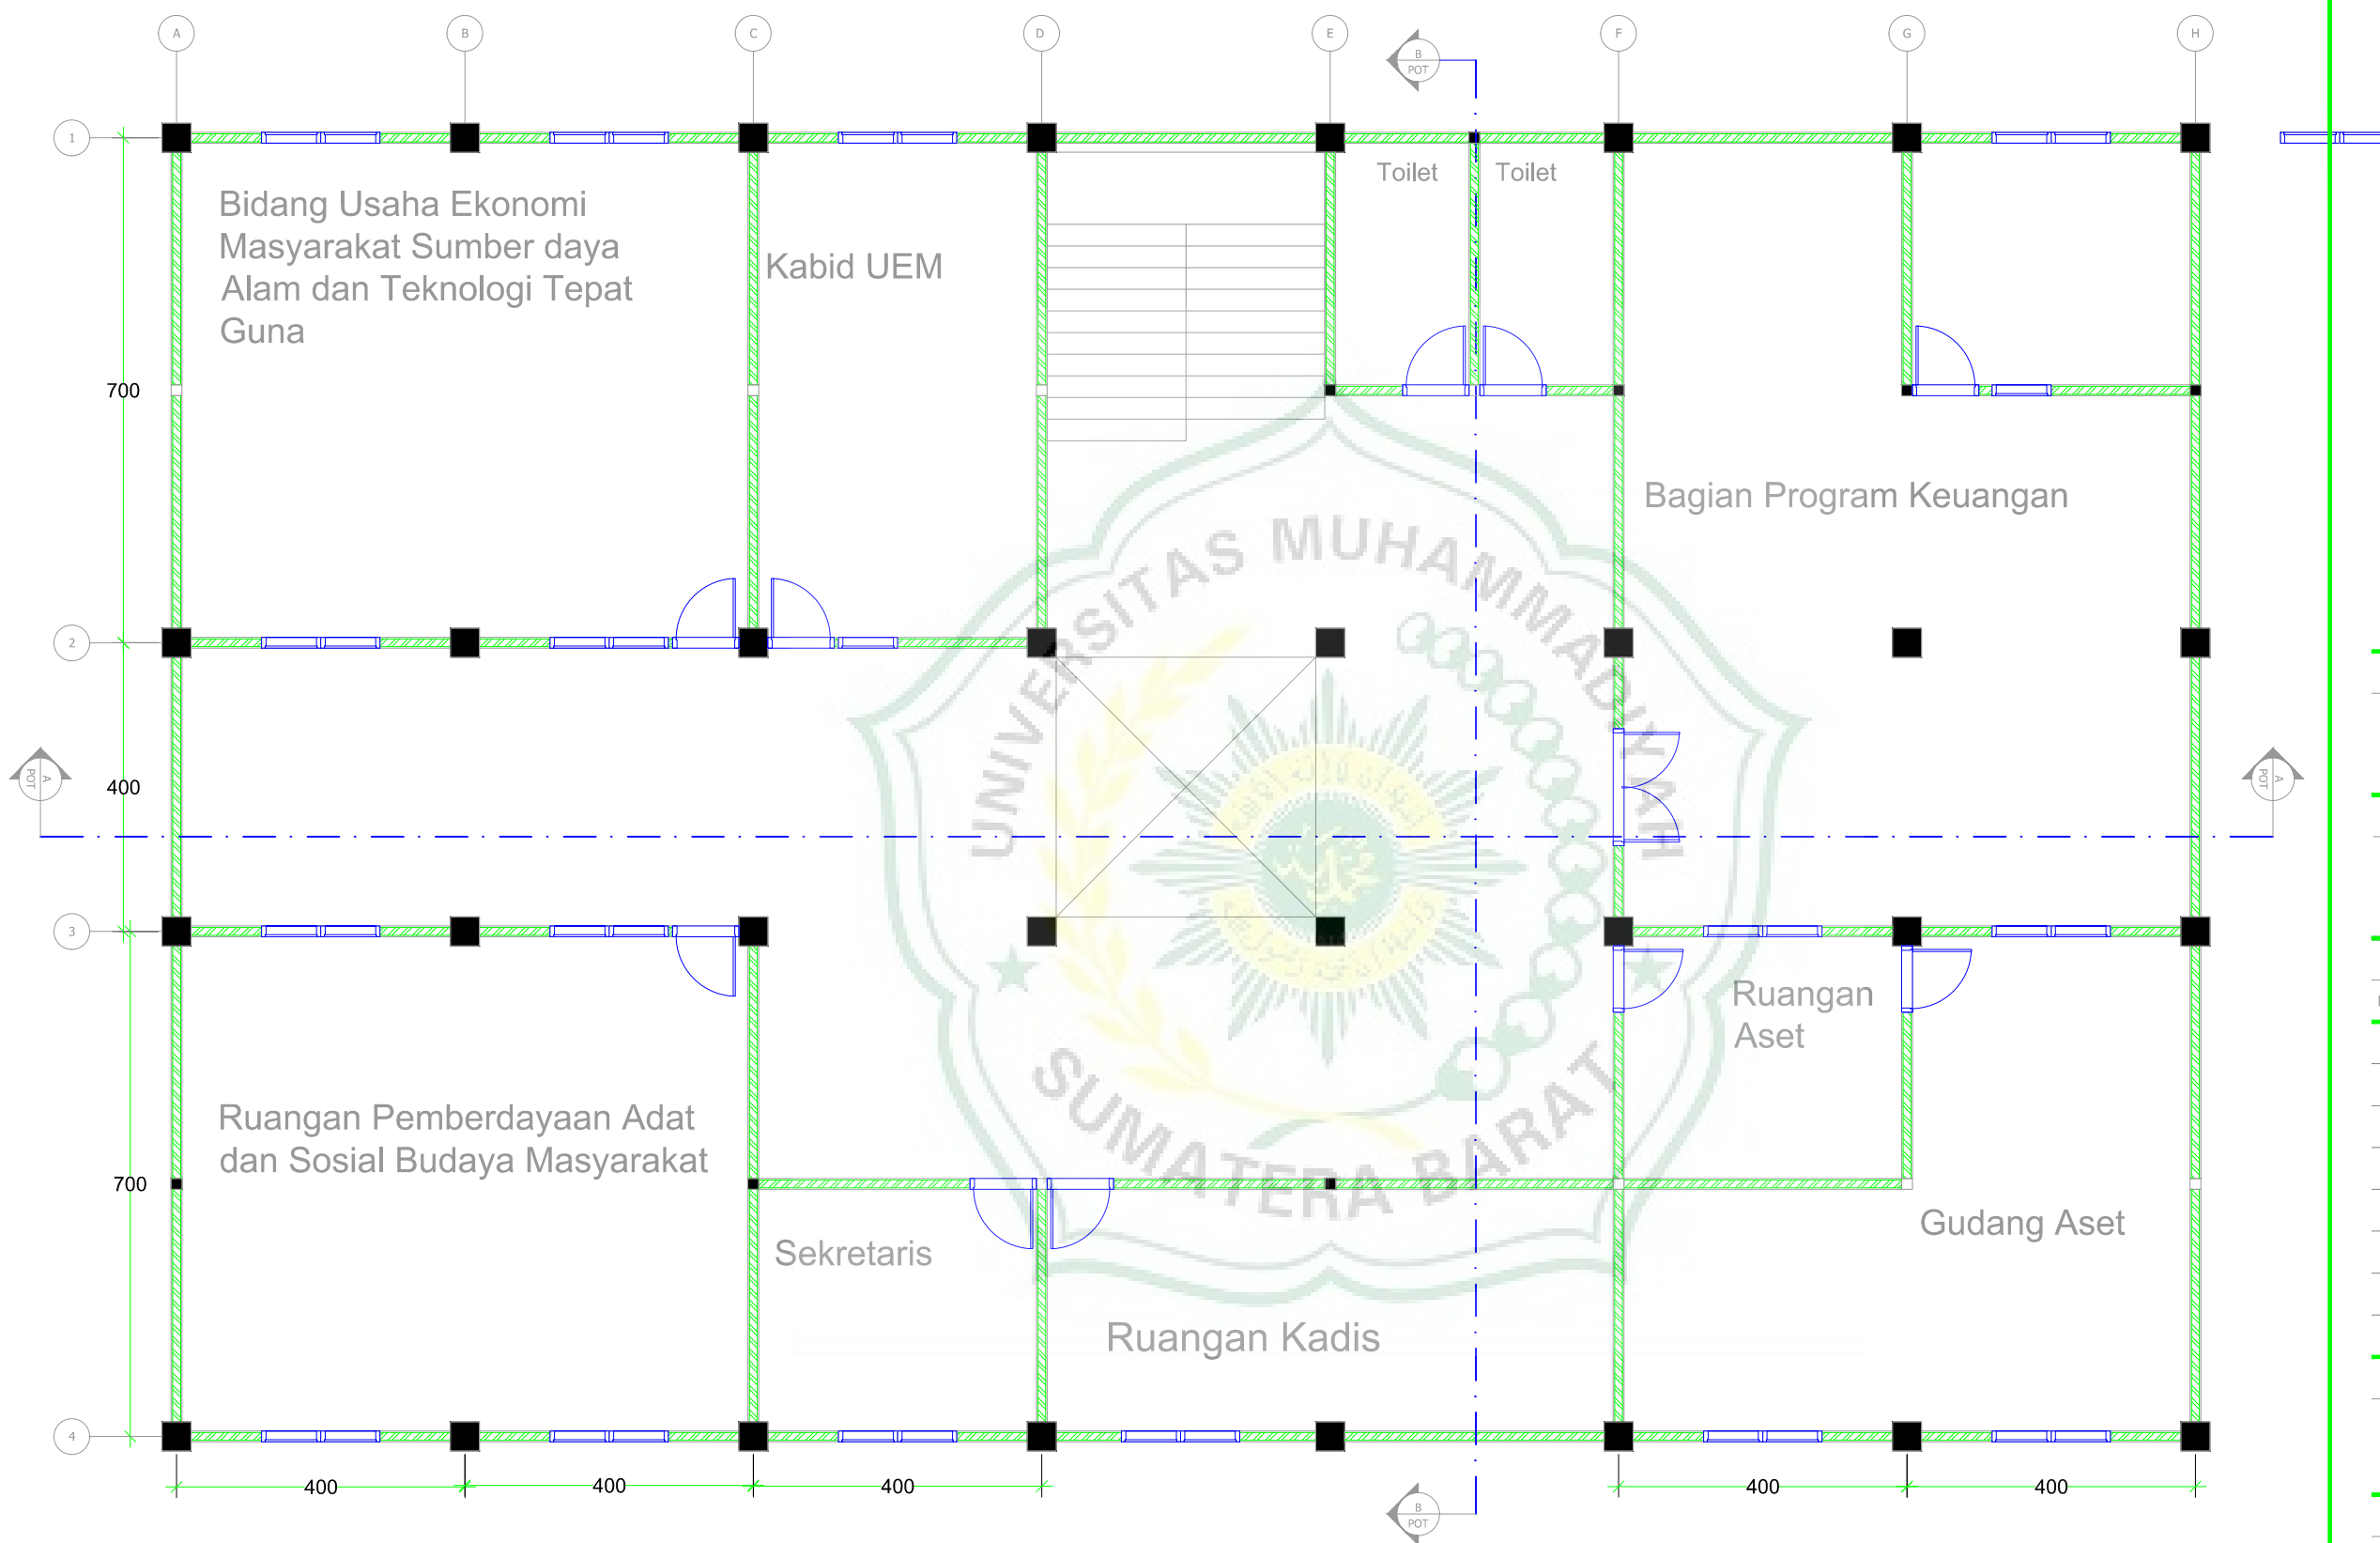 A B C D E F G H
B
POT
1
Toilet Toilet
Bidang Usaha Ekonomi
Masyarakat Sumber daya
Alam dan Teknologi Tepat
Guna
Kabid UEM
700
Bagian Program Keuangan
UNIVERSITAS MUHAMMADIYAH
2
A
POT
400
A
POT
3
Ruangan
Aset
SUMATERA BARAT
Ruangan Pemberdayaan Adat
dan Sosial Budaya Masyarakat
700
Gudang Aset
Sekretaris
Ruangan Kadis
4
400 400 400 400 400
B
POT